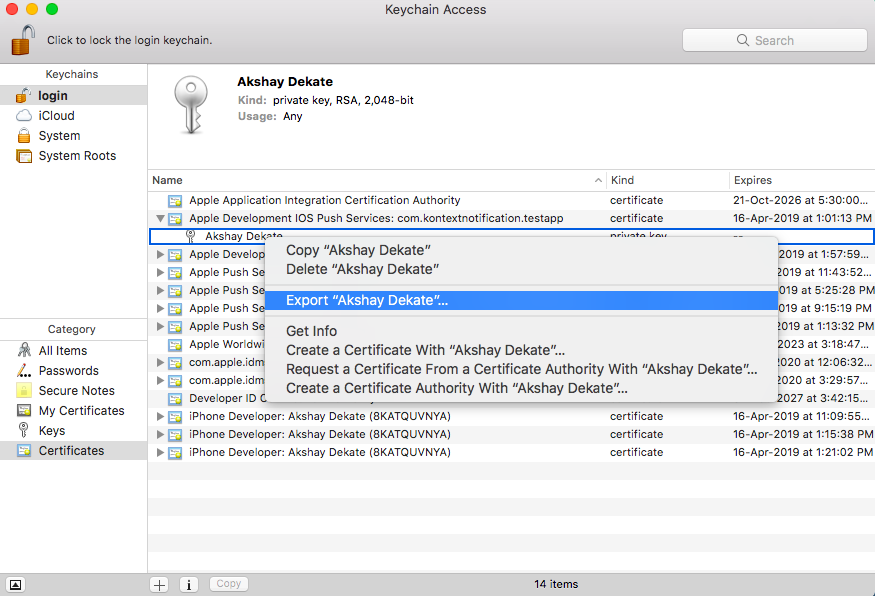 Keychain Access
Click to lock the login keychain.
Search
Keychains
login
iCloud
System
System Roots
Akshay Dekate
Kind: private key, RSA, 2,048-bit
Usage: Any
Name Kind Expires
Apple Application Integration Certification Authority certificate 21-Oct-2026 at 5:30:00...
Apple Development IOS Push Services: com.kontextnotification.testapp certificate 16-Apr-2019 at 1:01:13 PM
Akshay Dekate private key --
Apple Develop 2019 at 1:57:59...
Apple Push Se 2019 at 11:43:52...
Apple Push Se 2019 at 5:25:28 PM
Apple Push Se 2019 at 9:15:19 PM
Apple Push Se 2019 at 1:13:32 PM
Apple Worldwi 2023 at 3:18:47...
com.apple.idm 2020 at 12:06:32...
com.apple.idm 2020 at 3:29:57...
Developer ID C 2027 at 3:42:15...
iPhone Developer: Akshay Dekate (8KATQUVNYA) certificate 16-Apr-2019 at 11:09:55...
iPhone Developer: Akshay Dekate (8KATQUVNYA) certificate 16-Apr-2019 at 1:15:38 PM
iPhone Developer: Akshay Dekate (8KATQUVNYA) certificate 16-Apr-2019 at 1:21:02 PM
Copy “Akshay Dekate”
Delete “Akshay Dekate”
Export “Akshay Dekate”...
Get Info
Create a Certificate With “Akshay Dekate”...
Request a Certificate From a Certificate Authority With “Akshay Dekate”...
Create a Certificate Authority With “Akshay Dekate”...
Category
All Items
Passwords
Secure Notes
My Certificates
Keys
Certificates
Copy
14 items